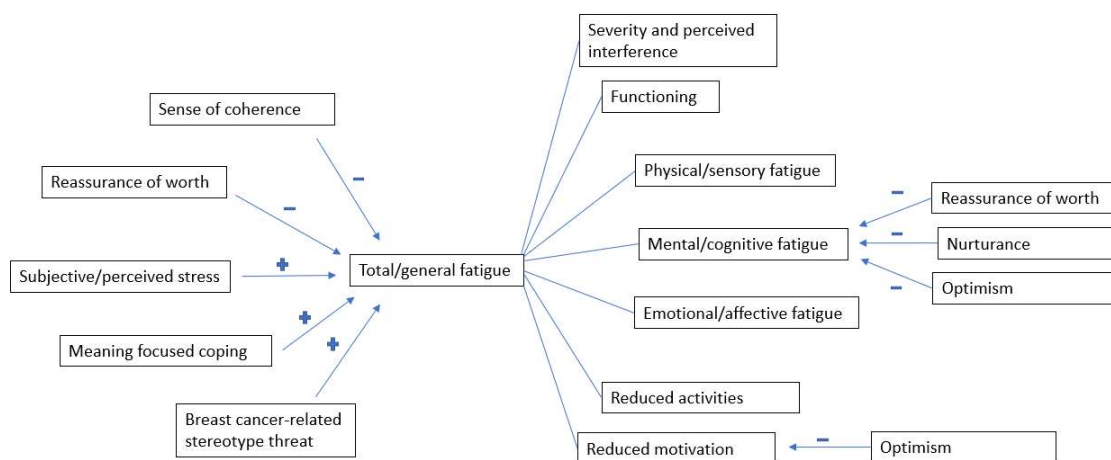 Severity and perceived
interference
Sense of coherence
Functioning
Reassurance of worth
Physical/sensory fatigue
Reassurance of worth
Mental/cognitive fatigue
Nurturance
Subjective/perceived stress
Total/general fatigue
Optimism
Emotional/affective fatigue
Meaning focused coping
Reduced activities
Breast cancer-related
stereotype threat
Reduced motivation
Optimism